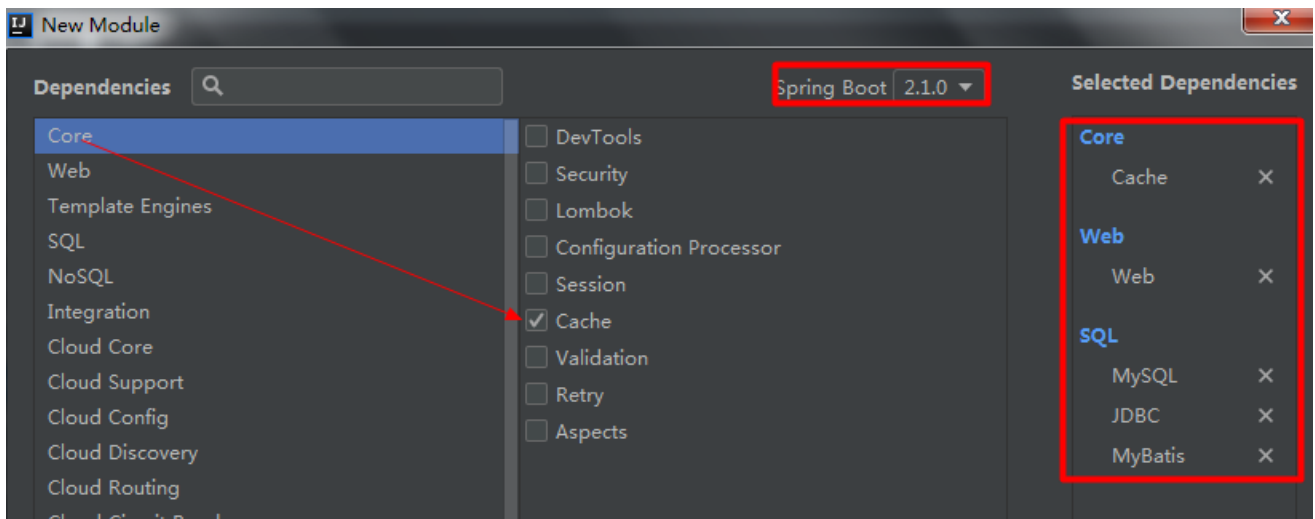 New Module
Dependencies
Spring Boot 2.1.0
Selected Dependencies
Core
Web
Template Engines
SQL
NoSQL
Integration
Cloud Core
Cloud Support
Cloud Config
Cloud Discovery
Cloud Routing
DevTools
Security
Lombok
Configuration Processor
Session
Cache
Validation
Retry
Aspects
Core
Cache
Web
Web
SQL
MySQL
JDBC
MyBatis